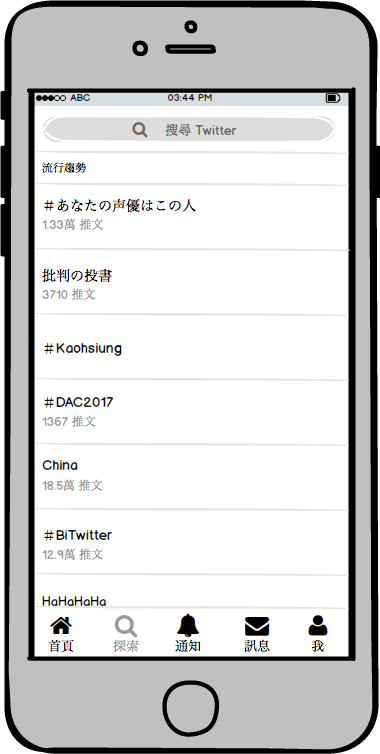 ABC 03:44 PM
搜尋 Twitter
流行趨勢
#あなたの声優はこの人
1.33萬 推文
批判の投書
3710 推文
#Kaohsiung
#DAC2017
1367 推文
China
18.5萬 推文
#BiTwitter
12.9萬 推文
HaHaHaHa
首頁 探索 通知 訊息 我